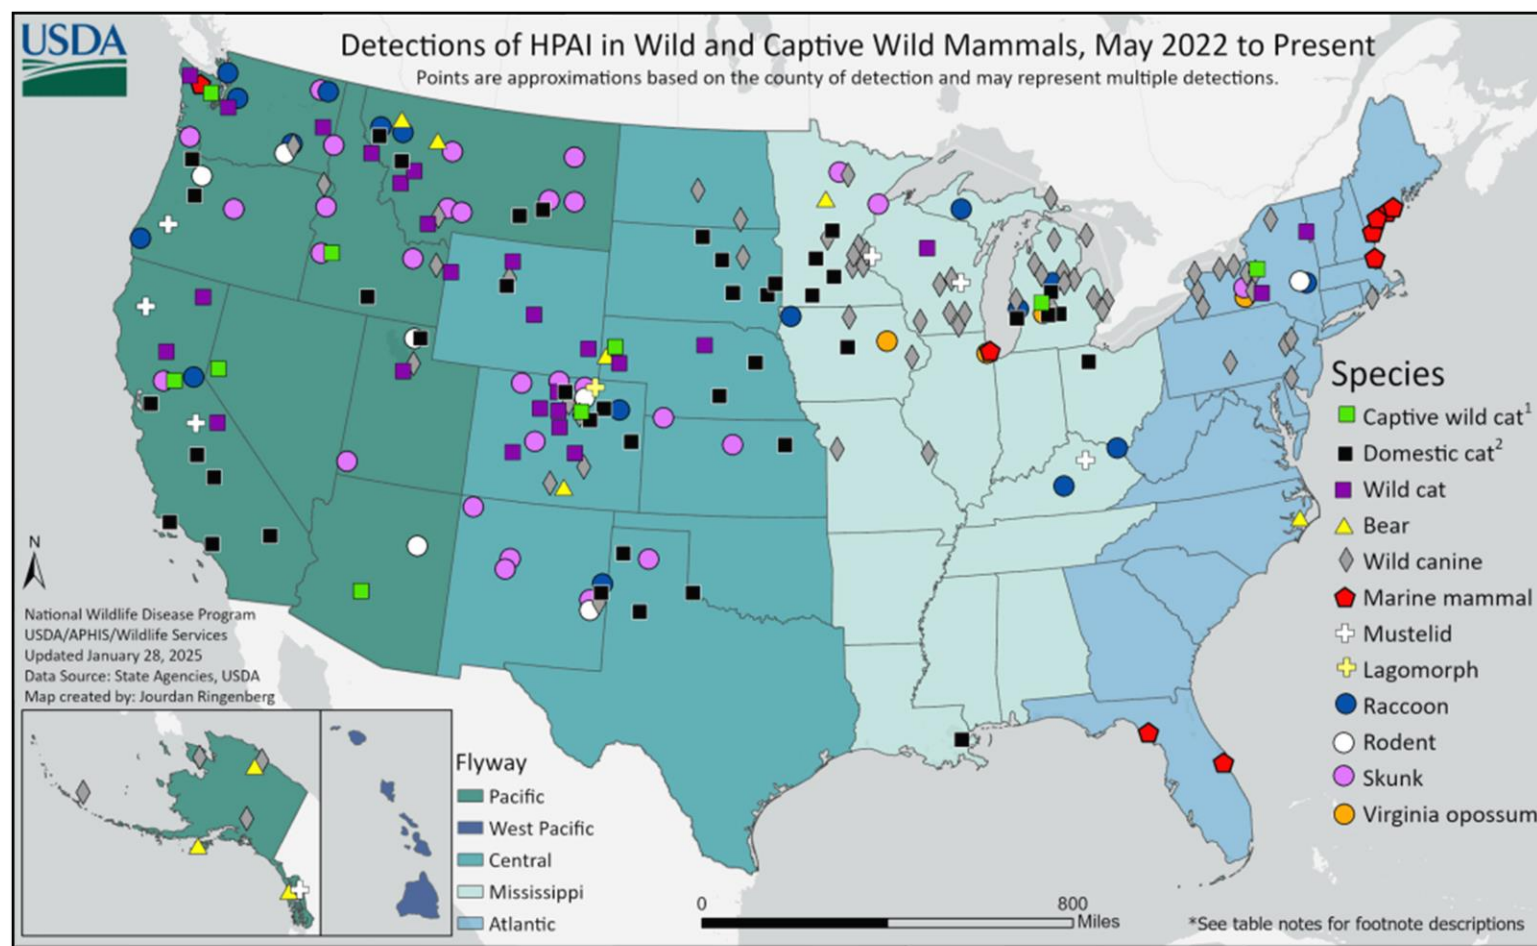 USDA
Detections of HPAI in Wild and Captive Wild Mammals, May 2022 to Present
Points are approximations based on the county of detection and may represent multiple detections.
Species
Captive wild cat¹
Domestic cat²
Wild cat
Bear
Wild canine
Marine mammal
Mustelid
Lagomorph
Raccoon
Rodent
Skunk
Virginia opossum
N
National Wildlife Disease Program
USDA/APHIS/Wildlife Services
Updated January 28, 2025
Data Source: State Agencies, USDA
Map created by: Jourdan Ringenberg
Flyway
Pacific
West Pacific
Central
Mississippi
Atlantic
0 800
Miles
*See table notes for footnote descriptions